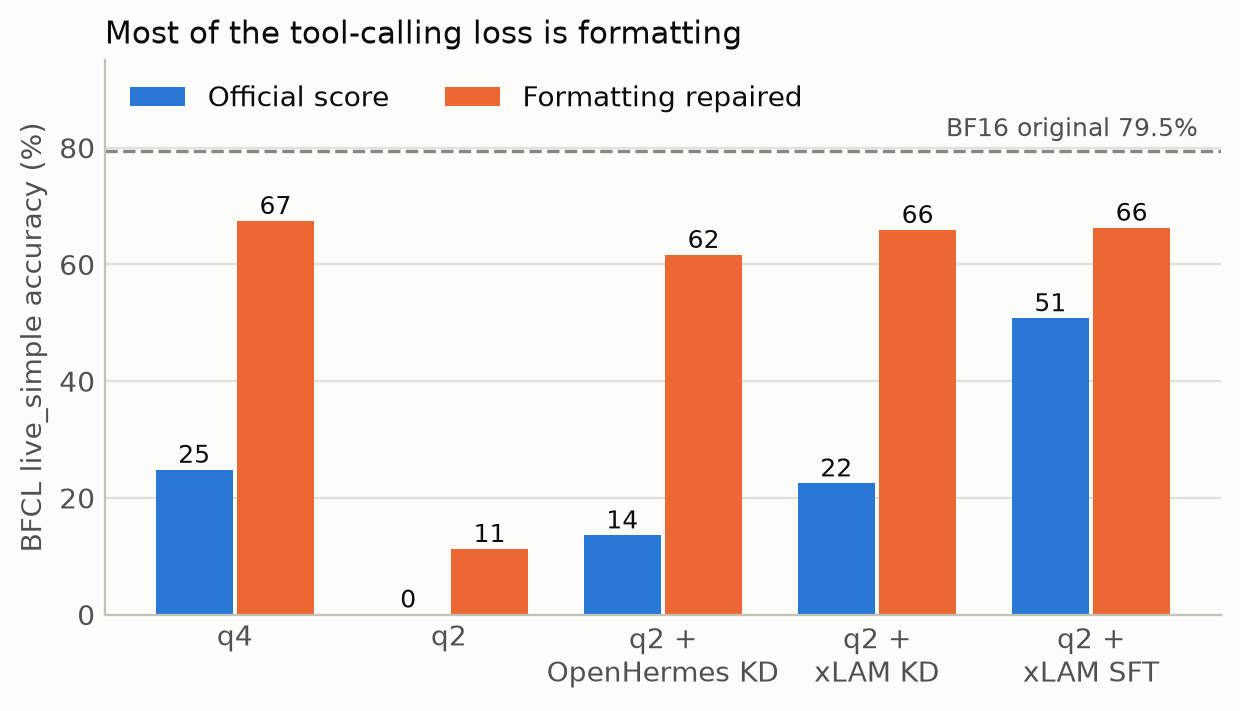 Most of the tool-calling loss is formatting
Official score
Formatting repaired
BF16 original 79.5%
BFCL live_simple accuracy (%)
80
60
40
20
0
25
67
0
11
14
62
22
66
51
66
q4
q2
q2 +
OpenHermes KD
q2 +
xLAM KD
q2 +
xLAM SFT